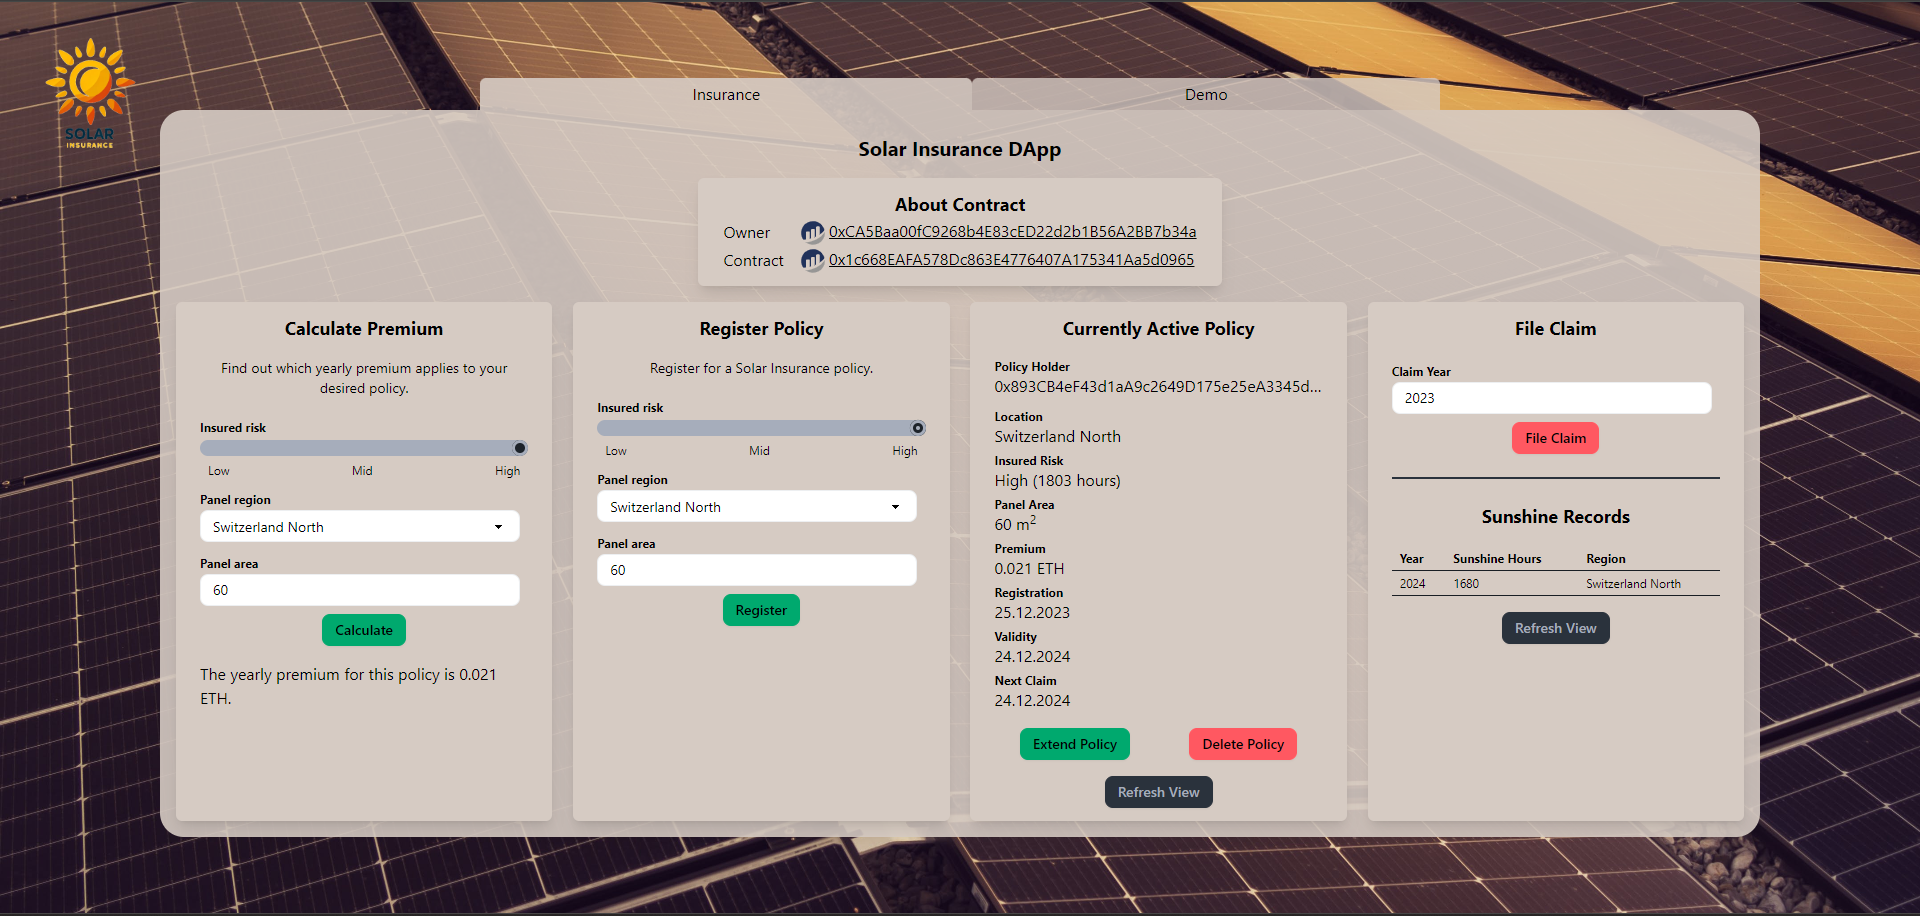 SOLAR
INSURANCE
Insurance
Demo
Solar Insurance DApp
About Contract
Owner 0xCA5Baa00fC9268b4E83cED22d2b1B56A2BB7b34a
Contract 0x1c668EAFA578Dc863E4776407A175341Aa5d0965
Calculate Premium
Find out which yearly premium applies to your
desired policy.
Insured risk
Low Mid High
Panel region
Switzerland North
Panel area
60
Calculate
The yearly premium for this policy is 0.021
ETH.
Register Policy
Register for a Solar Insurance policy.
Insured risk
Low Mid High
Panel region
Switzerland North
Panel area
60
Register
Currently Active Policy
Policy Holder
0x893CB4eF43d1aA9c2649D175e25eA3345d...
Location
Switzerland North
Insured Risk
High (1803 hours)
Panel Area
60 m²
Premium
0.021 ETH
Registration
25.12.2023
Validity
24.12.2024
Next Claim
24.12.2024
Extend Policy Delete Policy
Refresh View
File Claim
Claim Year
2023
File Claim
Sunshine Records
Year Sunshine Hours Region
2024 1680 Switzerland North
Refresh View